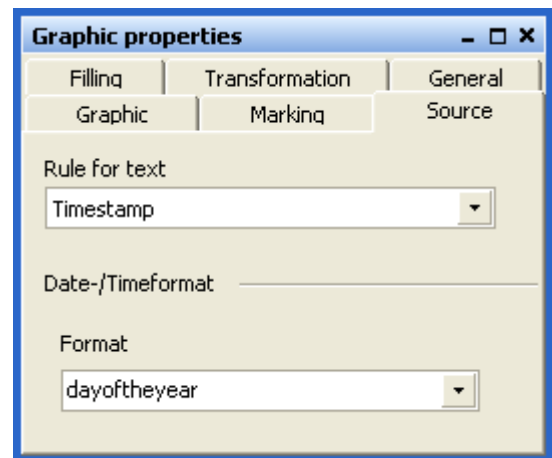 Graphic properties
Filling Transformation General
Graphic Marking Source
Rule for text
Timestamp
Date-/Timeformat
Format
dayoftheyear